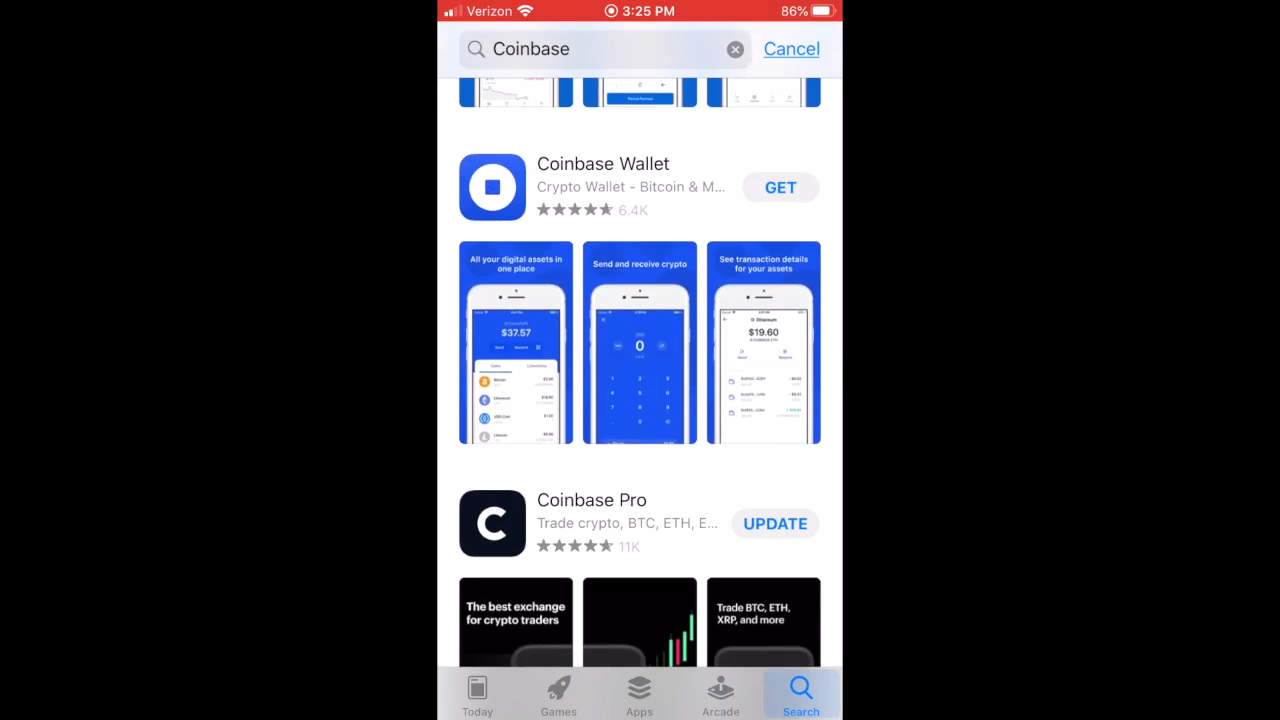 Verizon 3:25 PM 86%
Coinbase Cancel
Coinbase Wallet
Crypto Wallet - Bitcoin & M...
GET
6.4K
All your digital assets in
one place
$37.57
Send and receive crypto
0
See transaction details
for your assets
Ethereum
$19.60
Coinbase Pro
Trade crypto, BTC, ETH, E...
UPDATE
11K
The best exchange
for crypto traders
Trade BTC, ETH,
XRP, and more
Today Games Apps Arcade Search